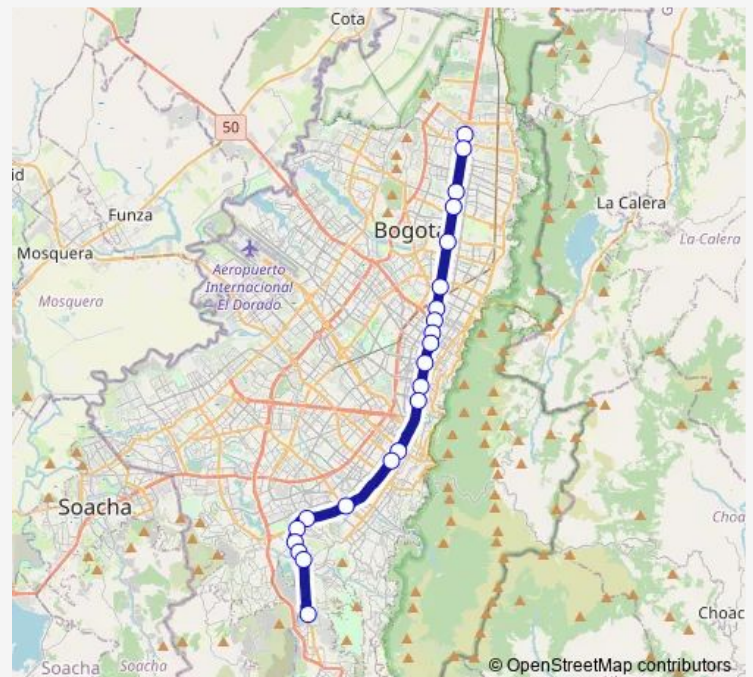 Cota
50
id
Funza
La Calera
Bogota
La-Calera
Mosquera
Aeropuerto
Internacional
El Dorado
Mosquera
Soacha
Choa
Choac
Soacha
Soacha
© OpenStreetMap contributors